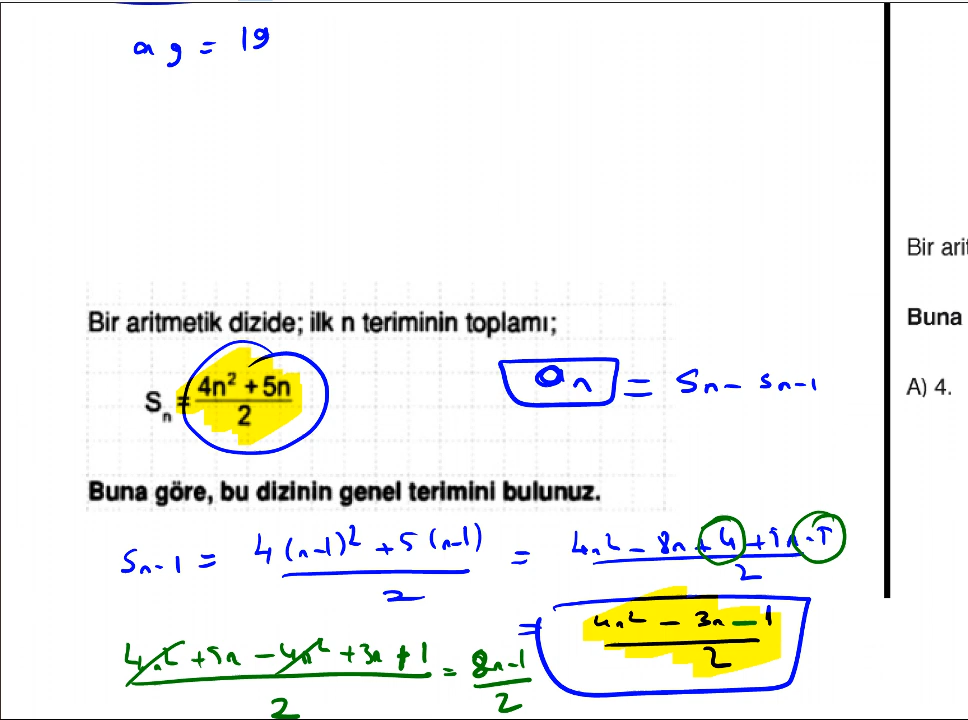 a9 = 19
Bir aritmetik dizide; ilk n teriminin toplamı;
Sn = 4n² + 5n / 2
an = Sn - Sn-1
Buna göre, bu dizinin genel terimini bulunuz.
Sn-1 = 4(n-1)² + 5(n-1) / 2 = 4n² - 8n + 4 + 5n - 5 / 2
= 4n² - 3n - 1 / 2
4n² + 5n - 4n² + 3n + 1 / 2 = 8n-1 / 2
Bir arit
Buna
A) 4.